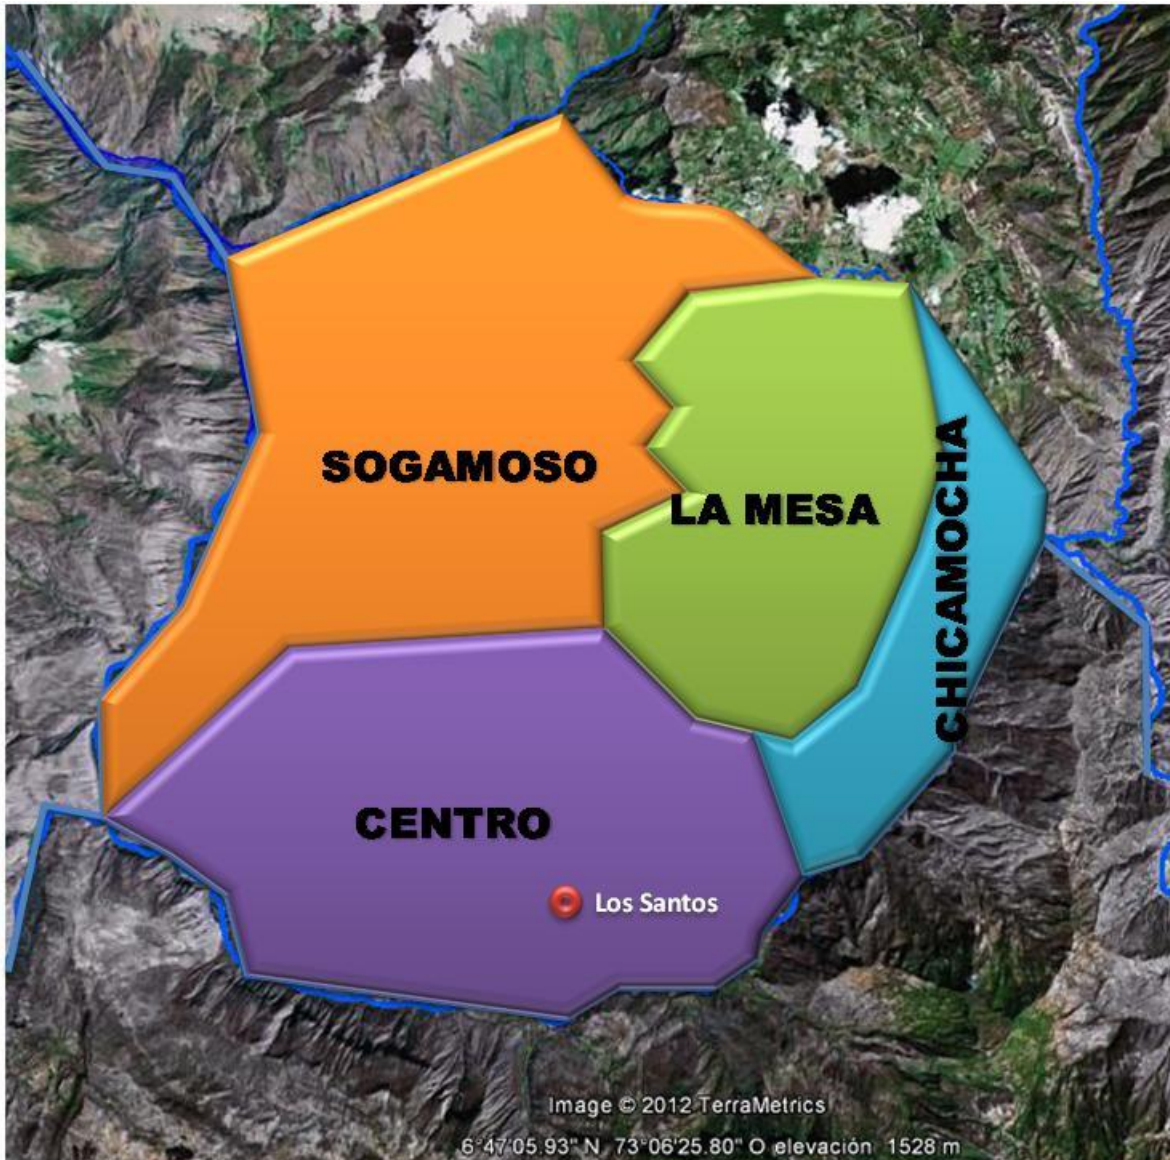 SOGAMOSO
LA MESA
CHICAMOCHA
CENTRO
Los Santos
Image © 2012 TerraMetrics
6°47'05.93" N 73°06'25.80" O elevación 1528 m